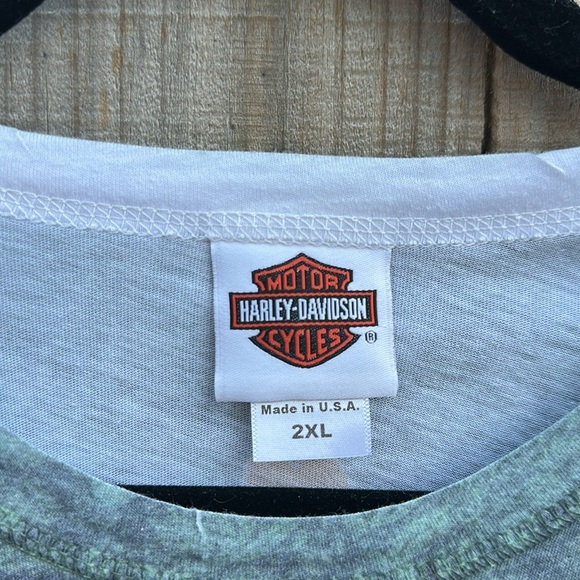 MOTOR
HARLEY-DAVIDSON
CYCLES
®
Made in U.S.A.
2XL